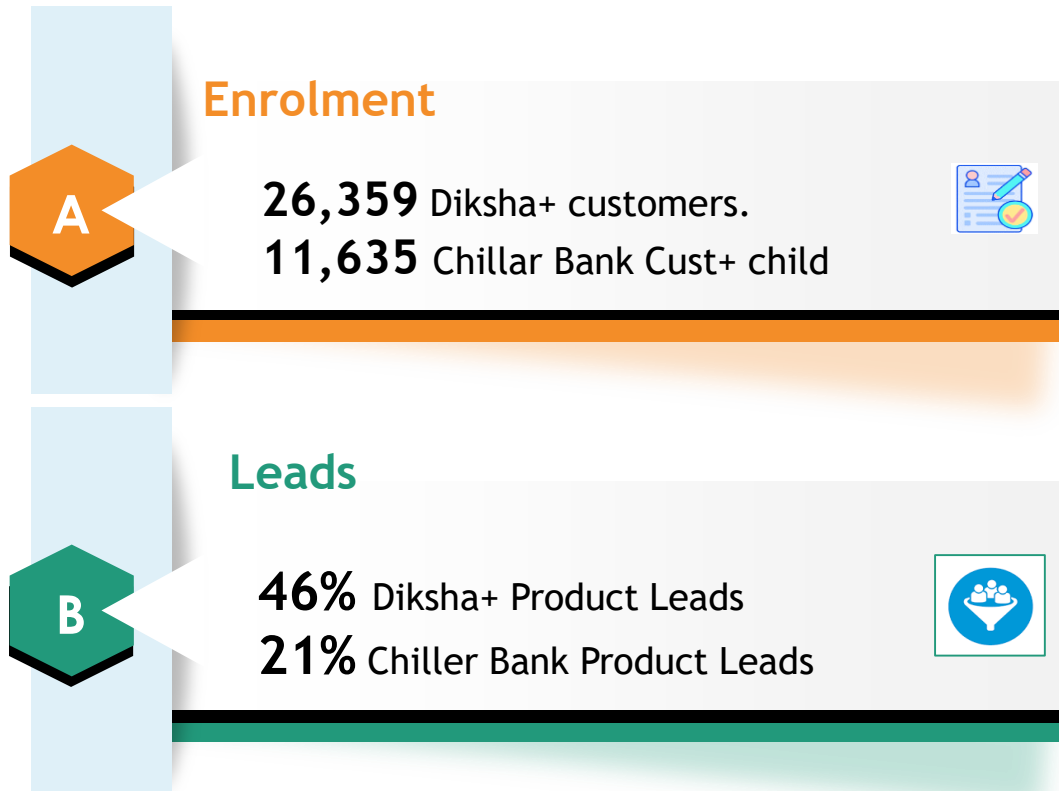 Enrolment
A
26,359 Diksha+ customers.
11,635 Chillar Bank Cust+ child
Leads
B
46% Diksha+ Product Leads
21% Chiller Bank Product Leads